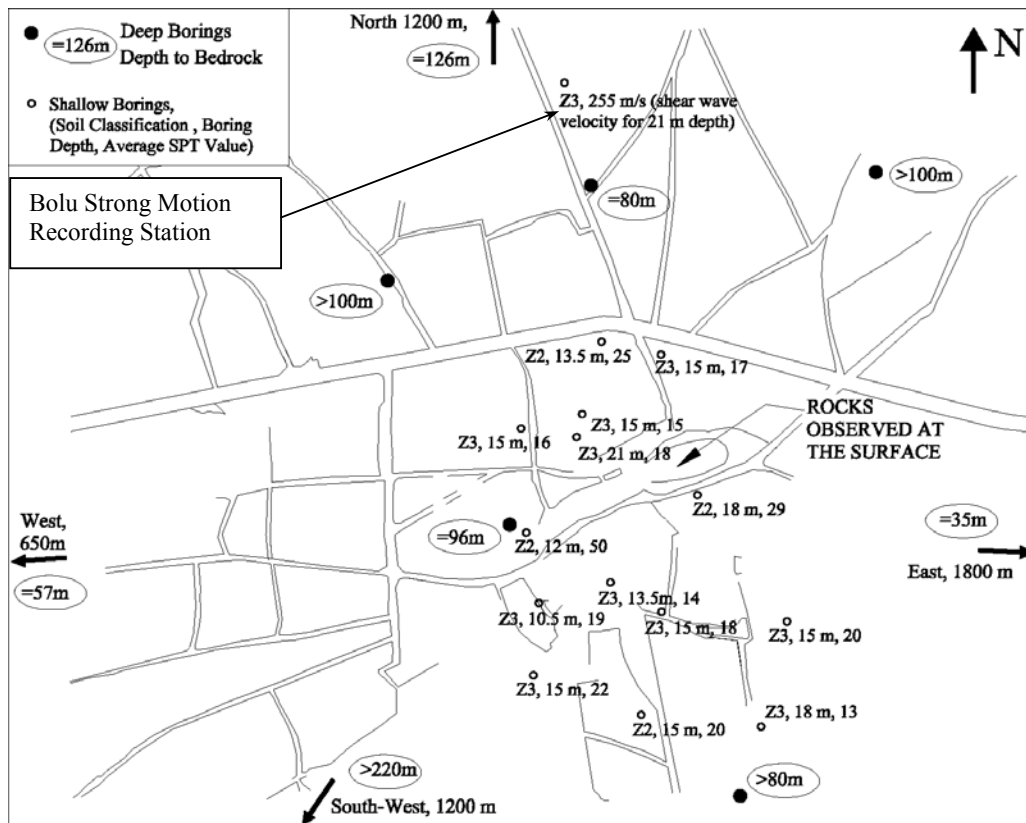 =126m
Deep Borings
Depth to Bedrock
Shallow Borings,
(Soil Classification , Boring
Depth, Average SPT Value)
Bolu Strong Motion
Recording Station
North 1200 m,
=126m
N
Z3, 255 m/s (shear wave
velocity for 21 m depth)
=80m
>100m
>100m
Z2, 13.5 m, 25
Z3, 15 m, 17
Z3, 15 m, 15
Z3, 15 m, 16
Z3, 21 m, 18
ROCKS
OBSERVED AT
THE SURFACE
Z2, 18 m, 29
West,
650m
=57m
=96m
Z2, 12 m, 50
=35m
East, 1800 m
Z3, 13.5m, 14
Z3, 10.5 m, 19
Z3, 15 m, 18
Z3, 15 m, 20
Z3, 15 m, 22
Z2, 15 m, 20
Z3, 18 m, 13
>220m
South-West, 1200 m
>80m